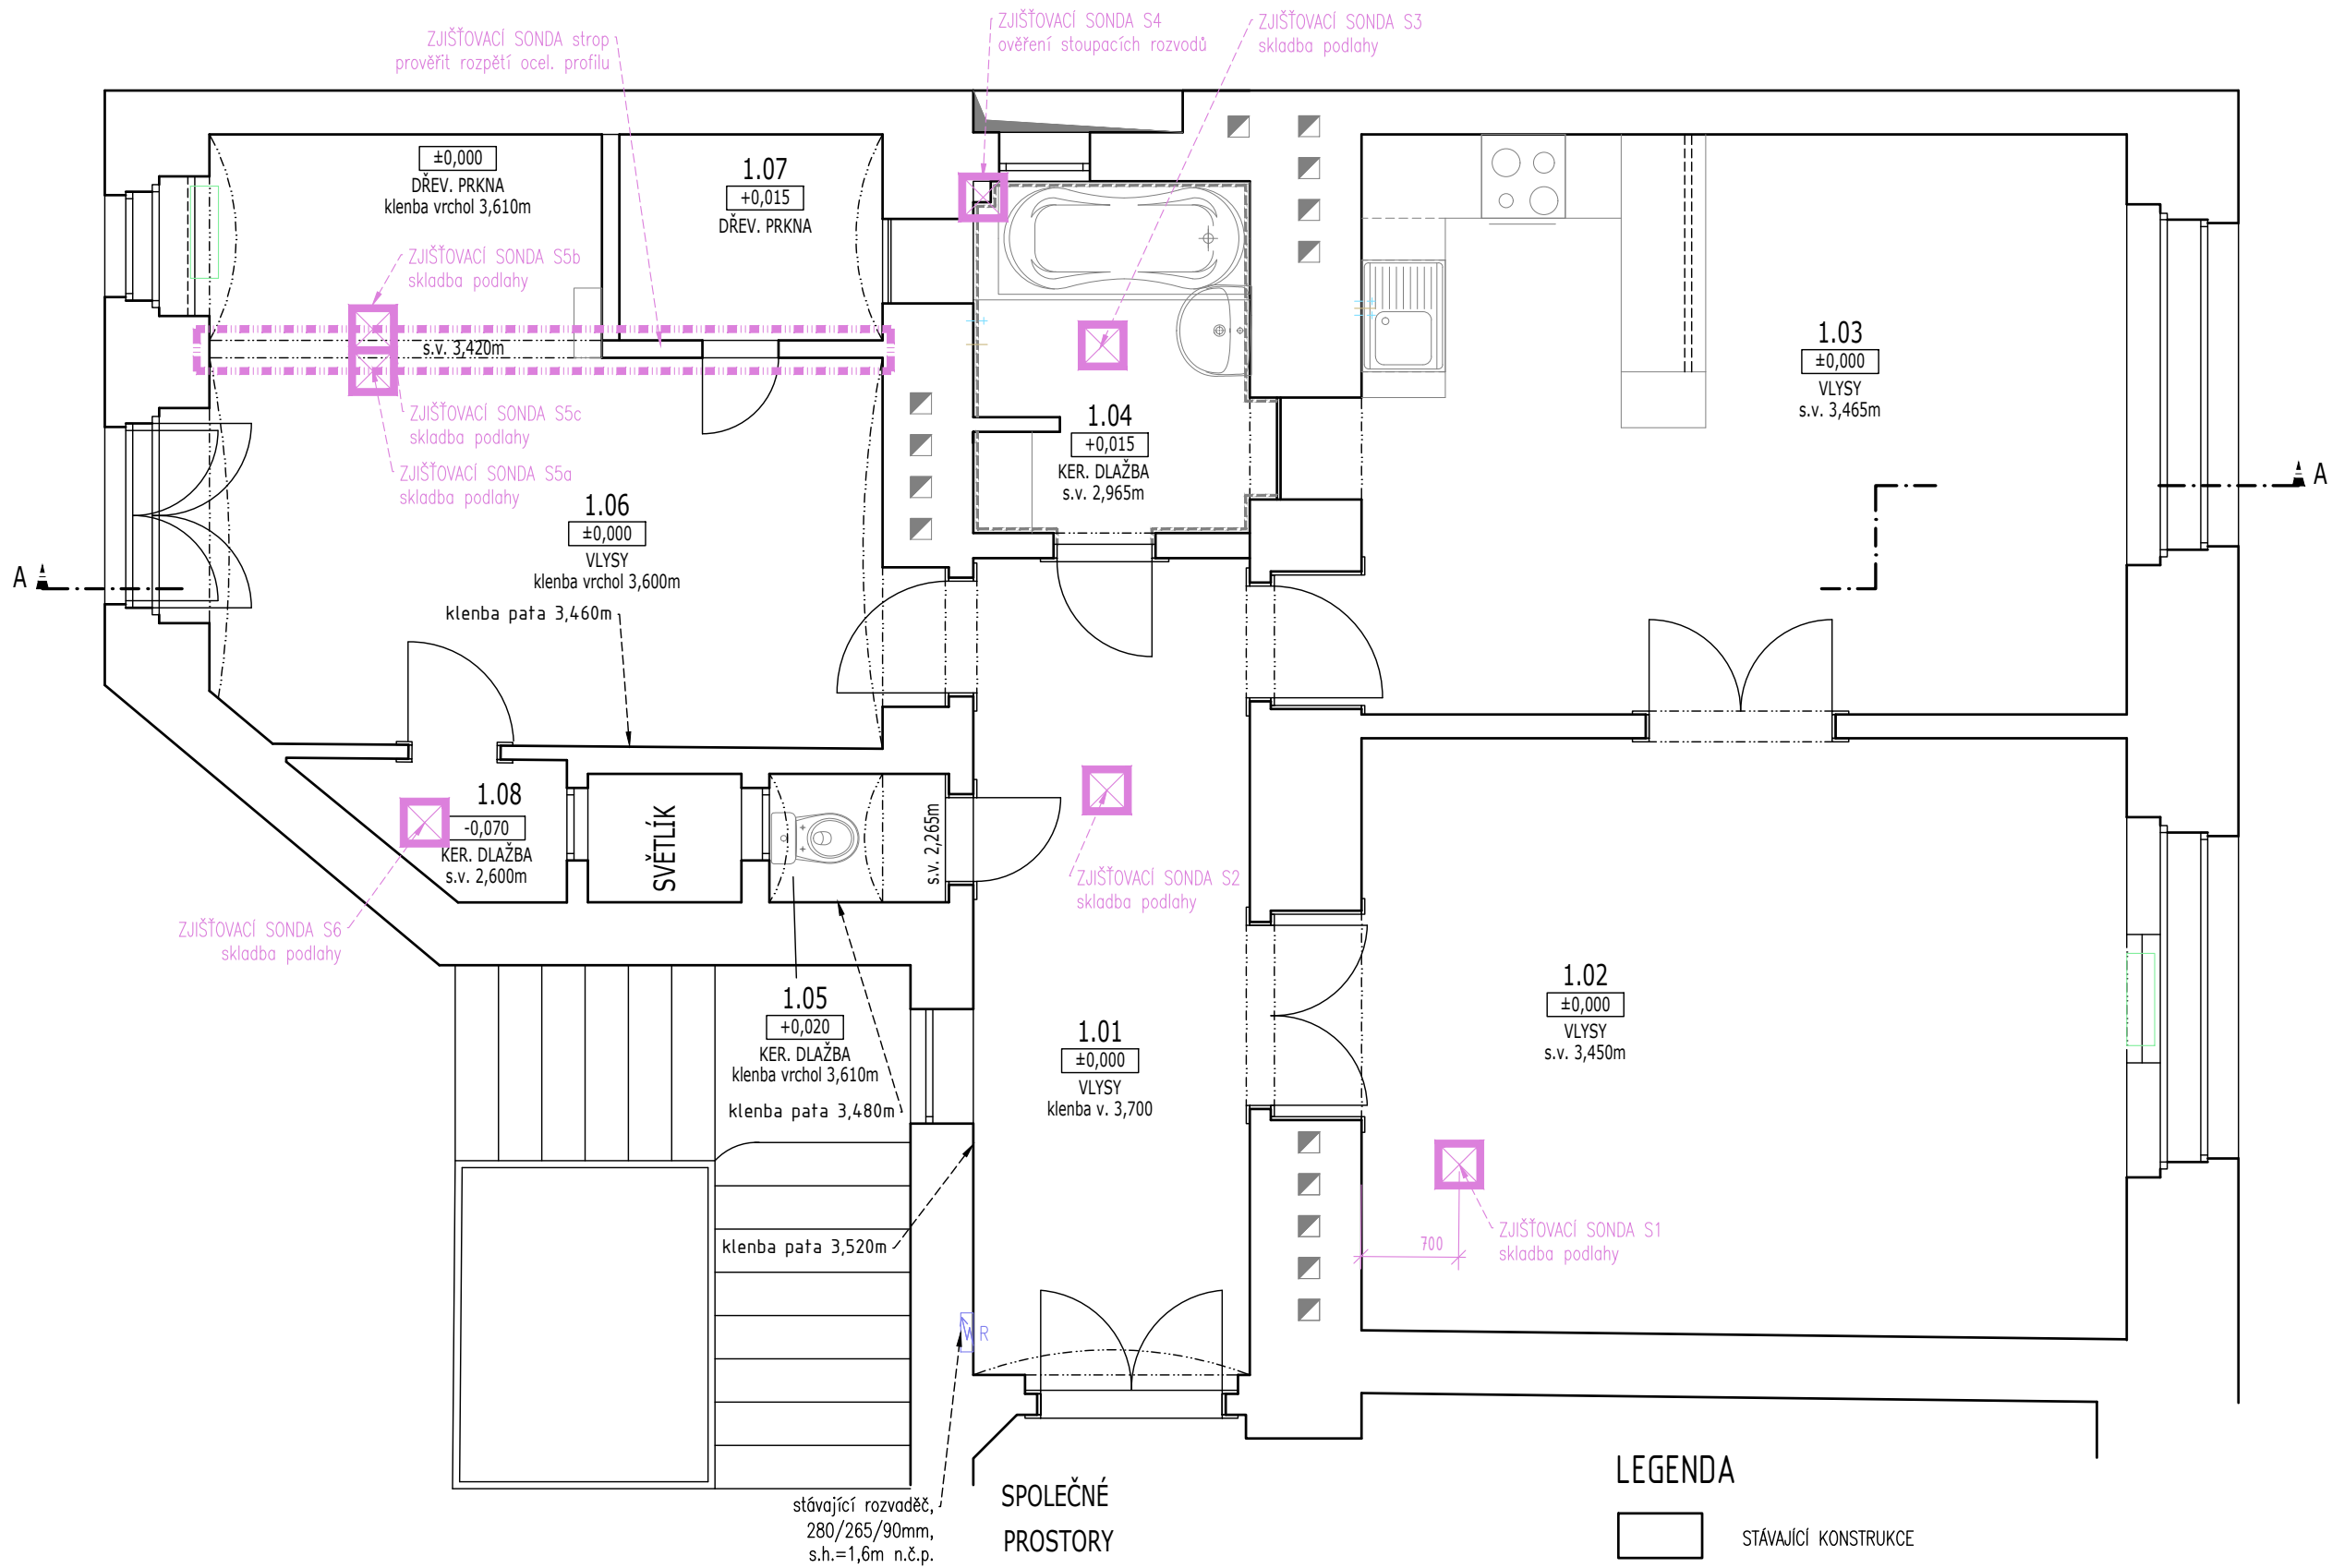 ZJIŠŤOVACÍ SONDA strop
prověřit rozpětí ocel. profilu
ZJIŠŤOVACÍ SONDA S4
ověření stoupacích rozvodů
ZJIŠŤOVACÍ SONDA S3
skladba podlahy
±0,000
DŘEV. PRKNA
klenba vrchol 3,610m
1.07
+0,015
DŘEV. PRKNA
ZJIŠŤOVACÍ SONDA S5b
skladba podlahy
s.v. 3,420m
ZJIŠŤOVACÍ SONDA S5c
skladba podlahy
ZJIŠŤOVACÍ SONDA S5a
skladba podlahy
1.03
±0,000
VLYSY
s.v. 3,465m
1.04
+0,015
KER. DLAŽBA
s.v. 2,965m
A
A
1.06
±0,000
VLYSY
klenba vrchol 3,600m
klenba pata 3,460m
1.08
-0,070
KER. DLAŽBA
s.v. 2,600m
SVĚTLÍK
s.v. 2,265m
ZJIŠŤOVACÍ SONDA S2
skladba podlahy
ZJIŠŤOVACÍ SONDA S6
skladba podlahy
1.05
+0,020
KER. DLAŽBA
klenba vrchol 3,610m
klenba pata 3,480m
1.01
±0,000
VLYSY
klenba v. 3,700
1.02
±0,000
VLYSY
s.v. 3,450m
klenba pata 3,520m
700
ZJIŠŤOVACÍ SONDA S1
skladba podlahy
R
stávající rozvaděč,
280/265/90mm,
s.h.=1,6m n.č.p.
SPOLEČNÉ
PROSTORY
LEGENDA
STÁVAJÍCÍ KONSTRUKCE